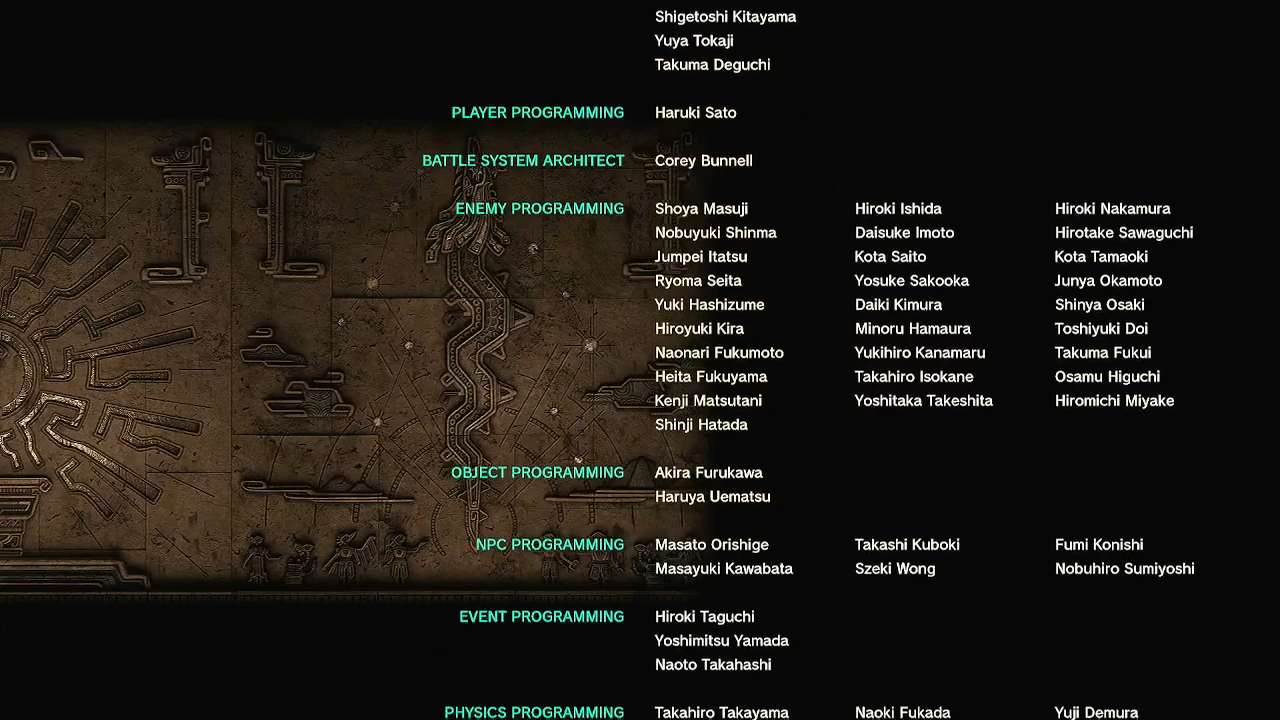 Shigetoshi Kitayama
Yuya Tokaji
Takuma Deguchi
PLAYER PROGRAMMING Haruki Sato
BATTLE SYSTEM ARCHITECT Corey Bunnell
ENEMY PROGRAMMING Shoya Masuji Hiroki Ishida Hiroki Nakamura
Nobuyuki Shinma Daisuke Imoto Hirotake Sawaguchi
Jumpei Itatsu Kota Saito Kota Tamaoki
Ryoma Seita Yosuke Sakooka Junya Okamoto
Yuki Hashizume Daiki Kimura Shinya Osaki
Hiroyuki Kira Minoru Hamaura Toshiyuki Doi
Naonari Fukumoto Yukihiro Kanamaru Takuma Fukui
Heita Fukuyama Takahiro Isokane Osamu Higuchi
Kenji Matsutani Yoshitaka Takeshita Hiromichi Miyake
Shinji Hatada
OBJECT PROGRAMMING Akira Furukawa
Haruya Uematsu
NPC PROGRAMMING Masato Orishige Takashi Kuboki Fumi Konishi
Masayuki Kawabata Szeki Wong Nobuhiro Sumiyoshi
EVENT PROGRAMMING Hiroki Taguchi
Yoshimitsu Yamada
Naoto Takahashi
PHYSICS PROGRAMMING Takahiro Takayama Naoki Fukada Yuji Demura